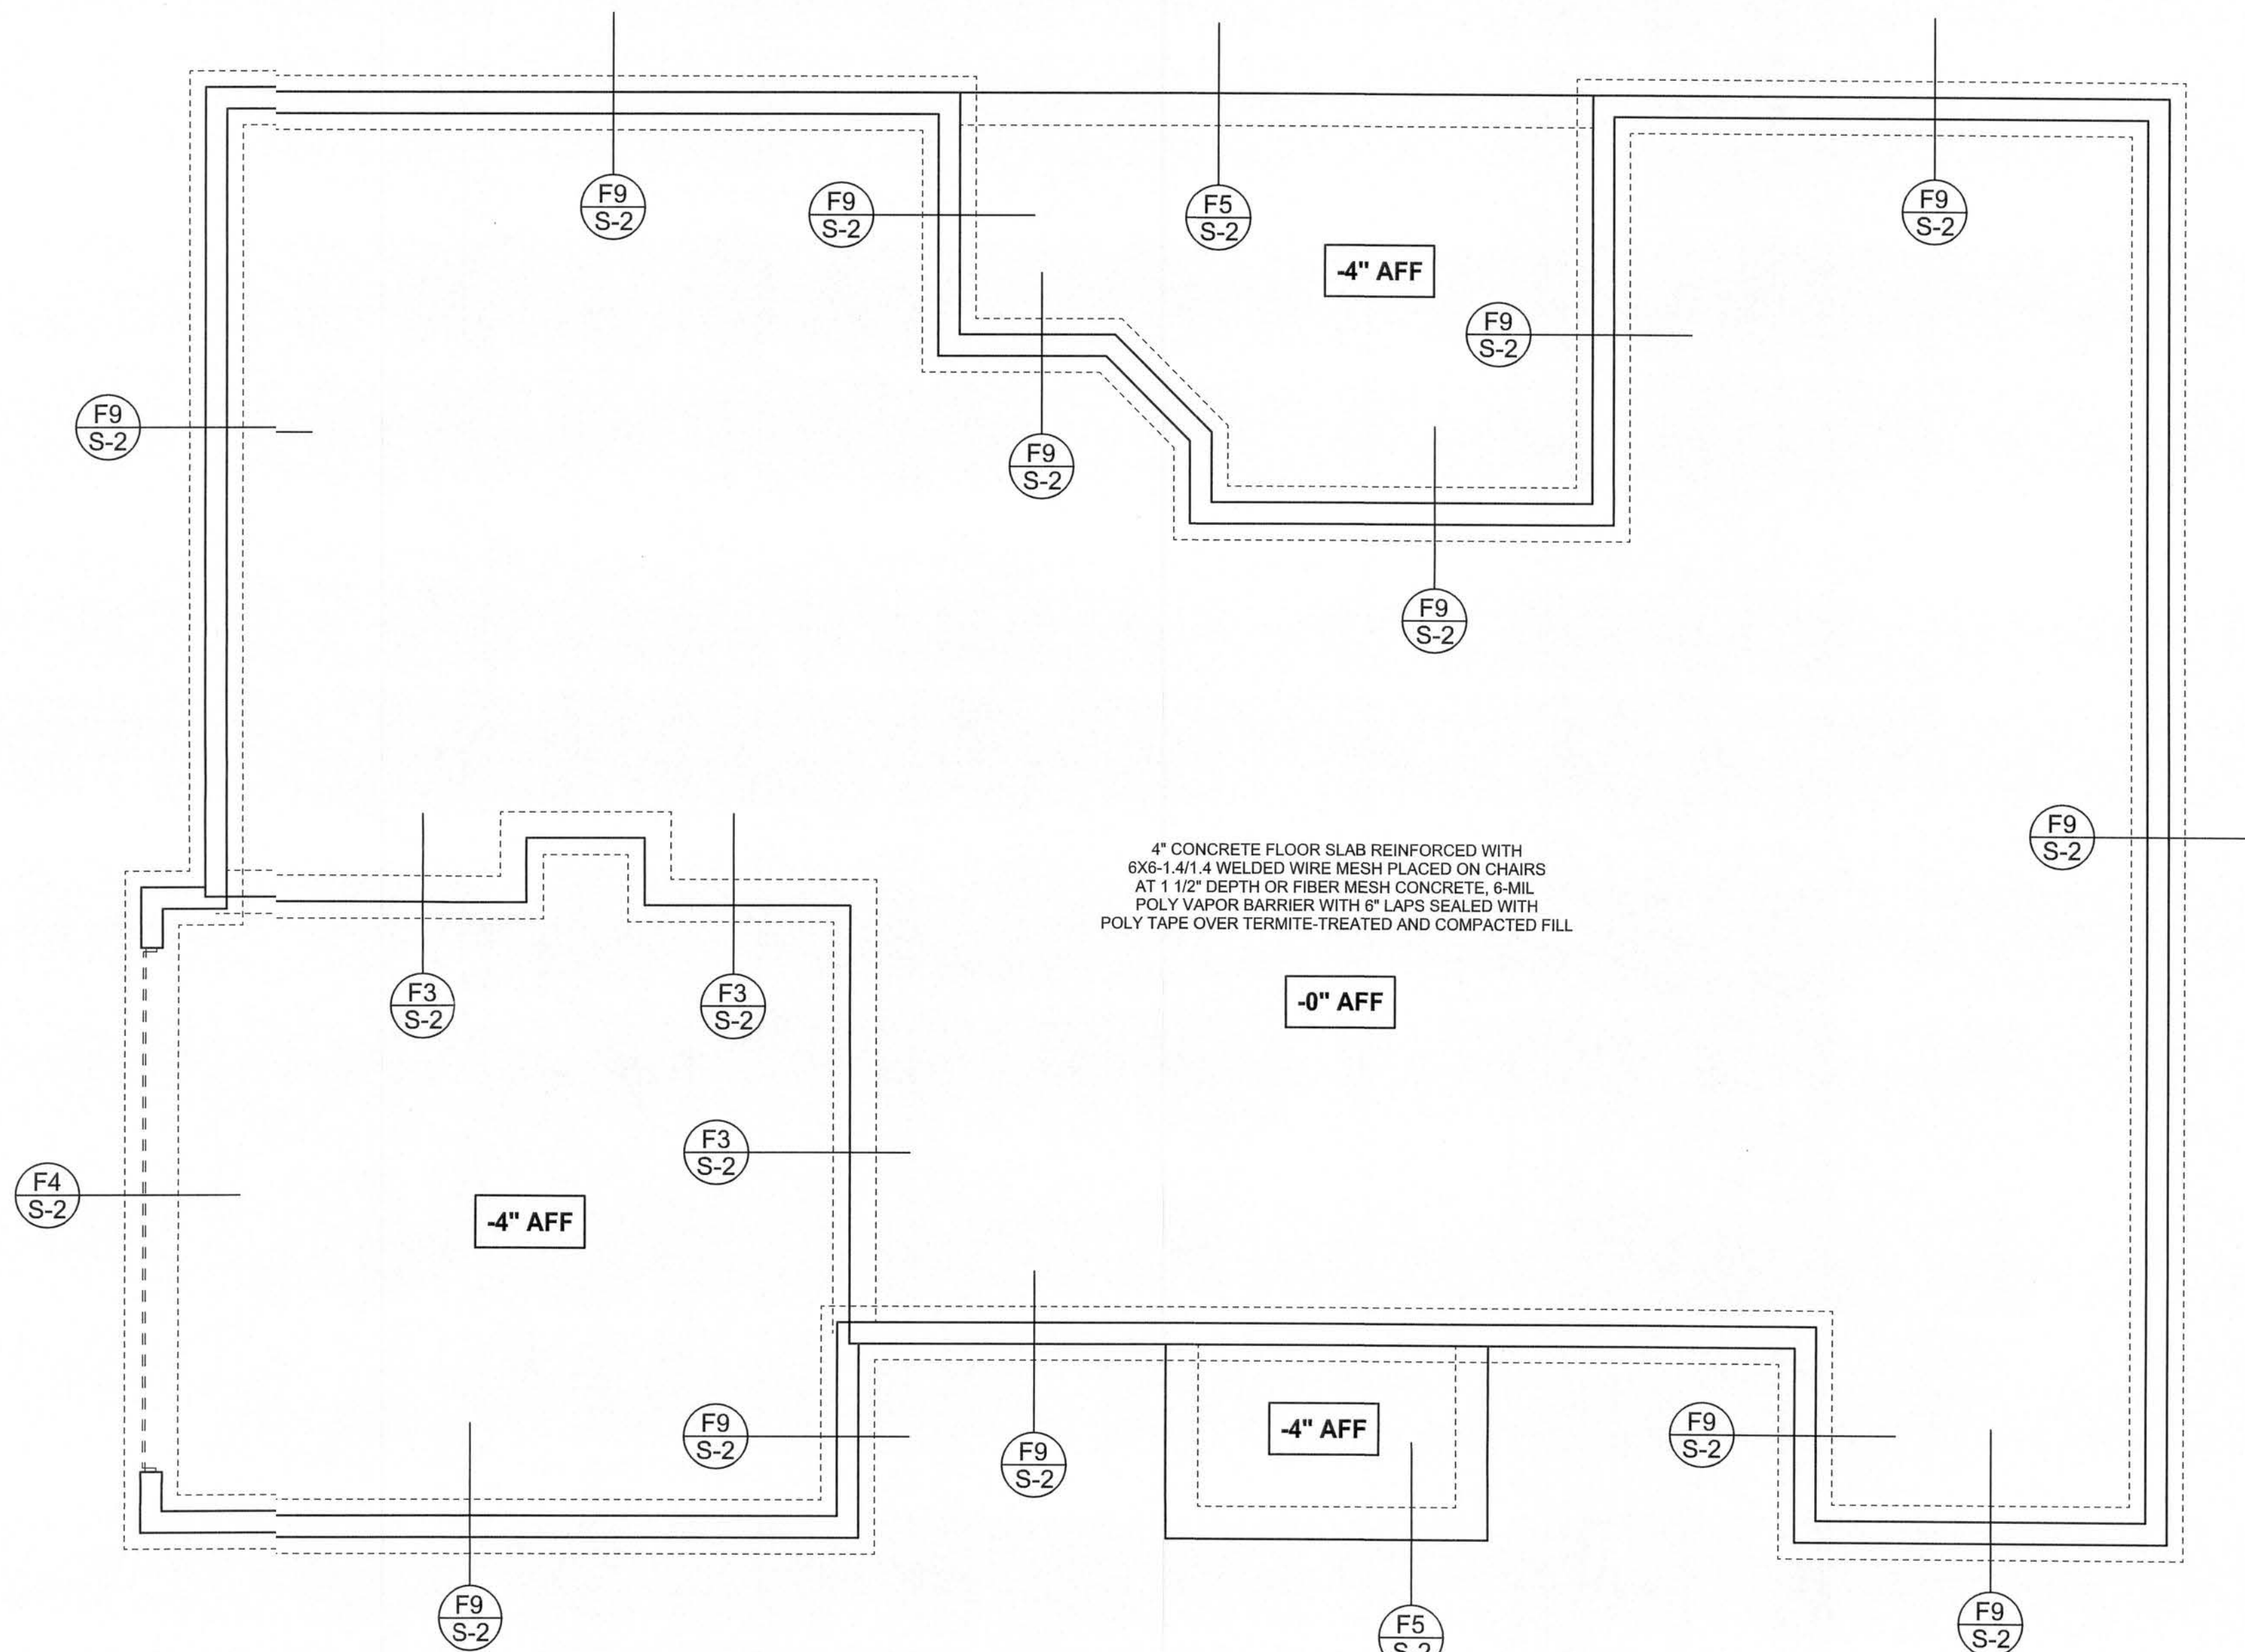 F9
S-2
F9
S-2
F5
S-2
F9
S-2
-4" AFF
F9
S-2
F9
S-2
F9
S-2
F9
S-2
F9
S-2
4" CONCRETE FLOOR SLAB REINFORCED WITH
6X6-1.4/1.4 WELDED WIRE MESH PLACED ON CHAIRS
AT 1 1/2" DEPTH OR FIBER MESH CONCRETE, 6-MIL
POLY VAPOR BARRIER WITH 6" LAPS SEALED WITH
POLY TAPE OVER TERMITE-TREATED AND COMPACTED FILL
-0" AFF
F3
S-2
F3
S-2
F3
S-2
F4
S-2
-4" AFF
F9
S-2
F9
S-2
-4" AFF
F9
S-2
F9
S-2
F5
S-2
F9
S-2